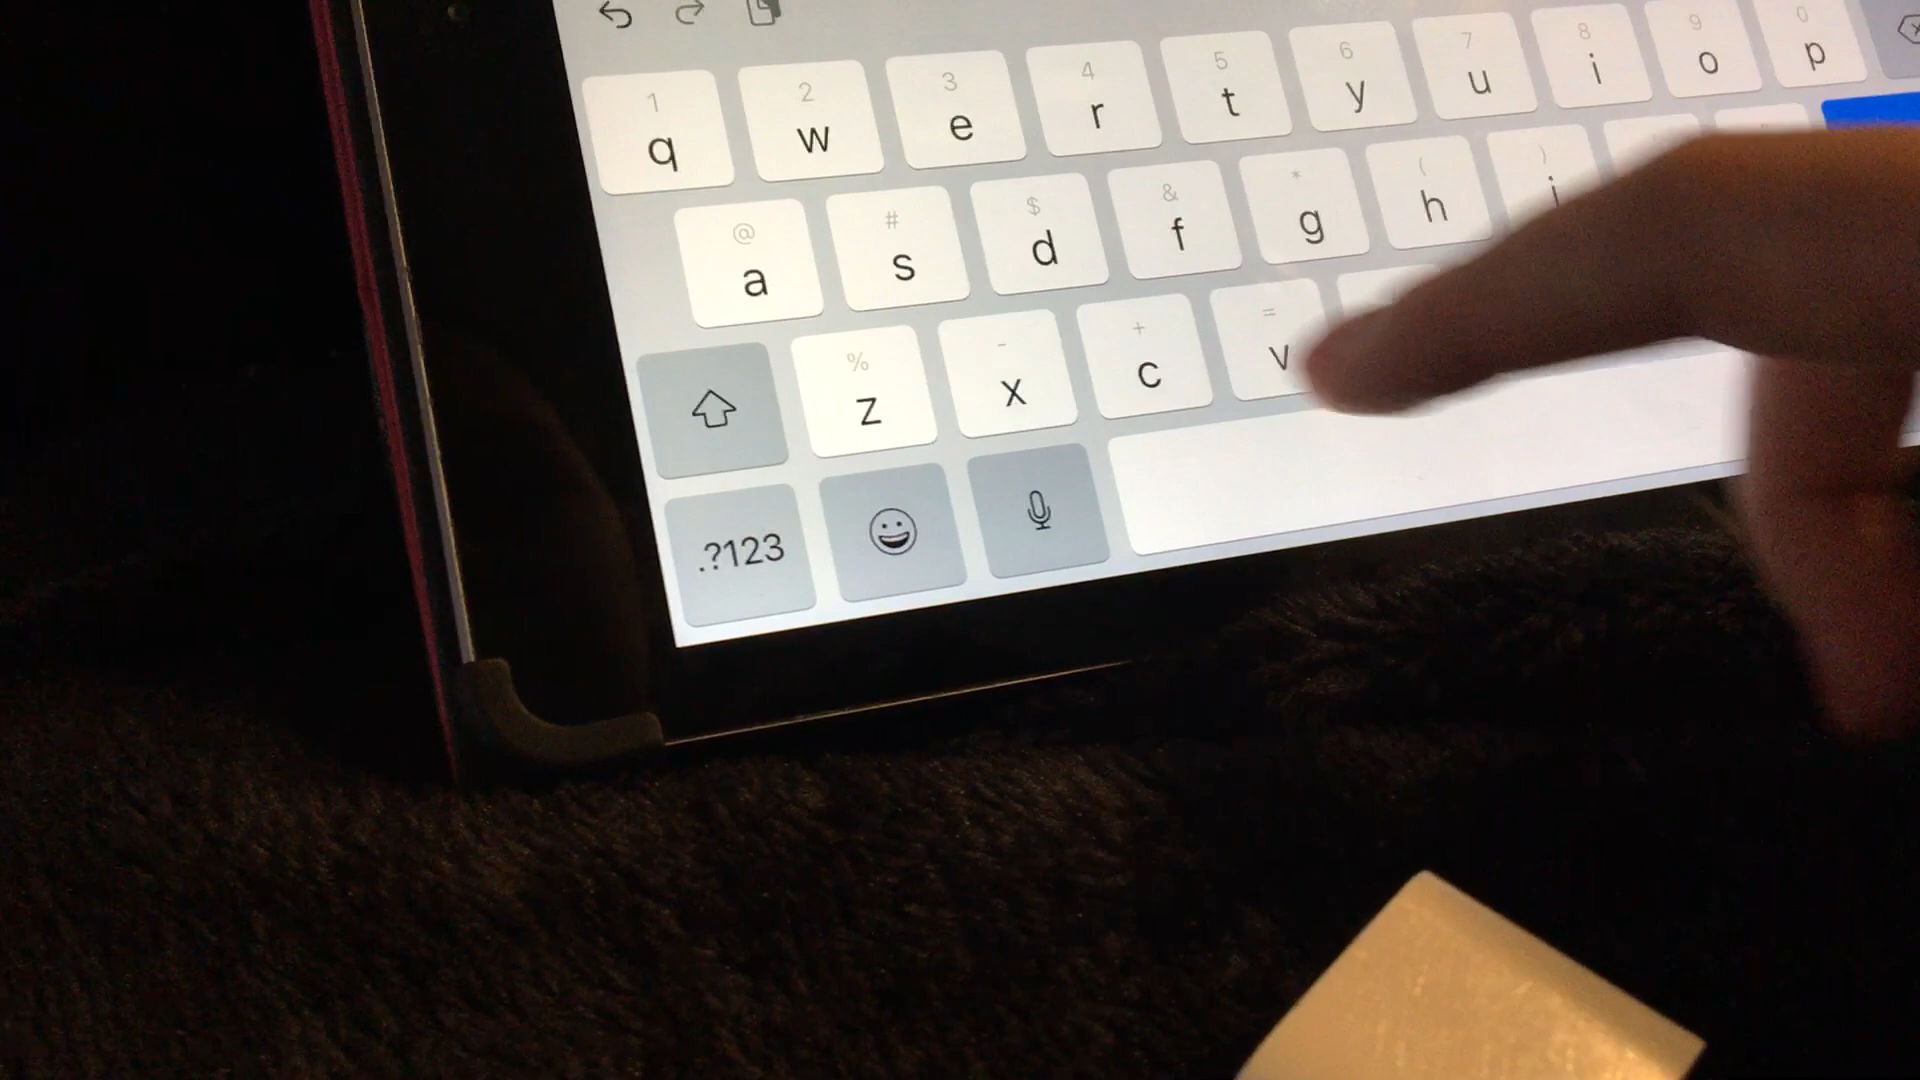 1 2 3 4 5 6 7 8 9 0
q w e r t y u i o p
@ # $ & * ( )
a s d f g h j
% - + =
z x c v
.?123